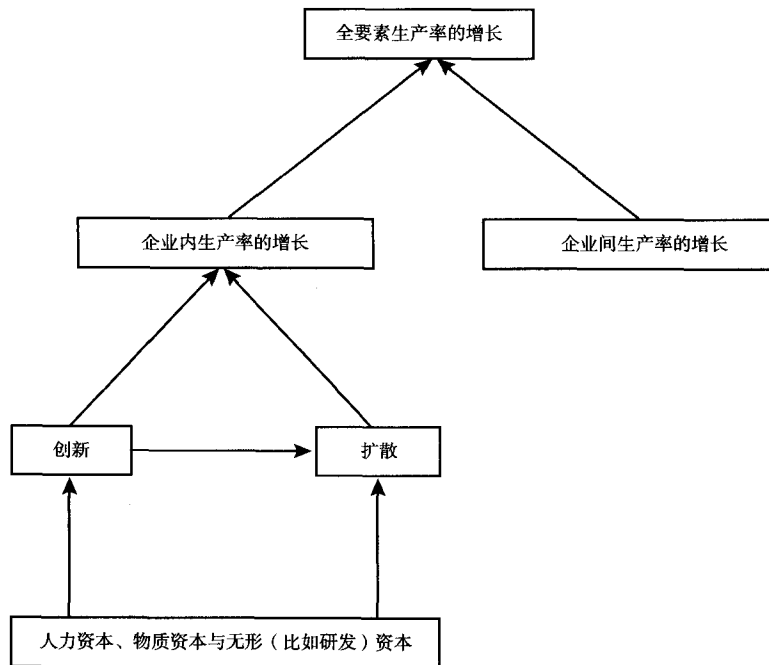 全要素生产率的增长
企业内生产率的增长
企业间生产率的增长
创新
扩散
人力资本、物质资本与无形（比如研发）资本